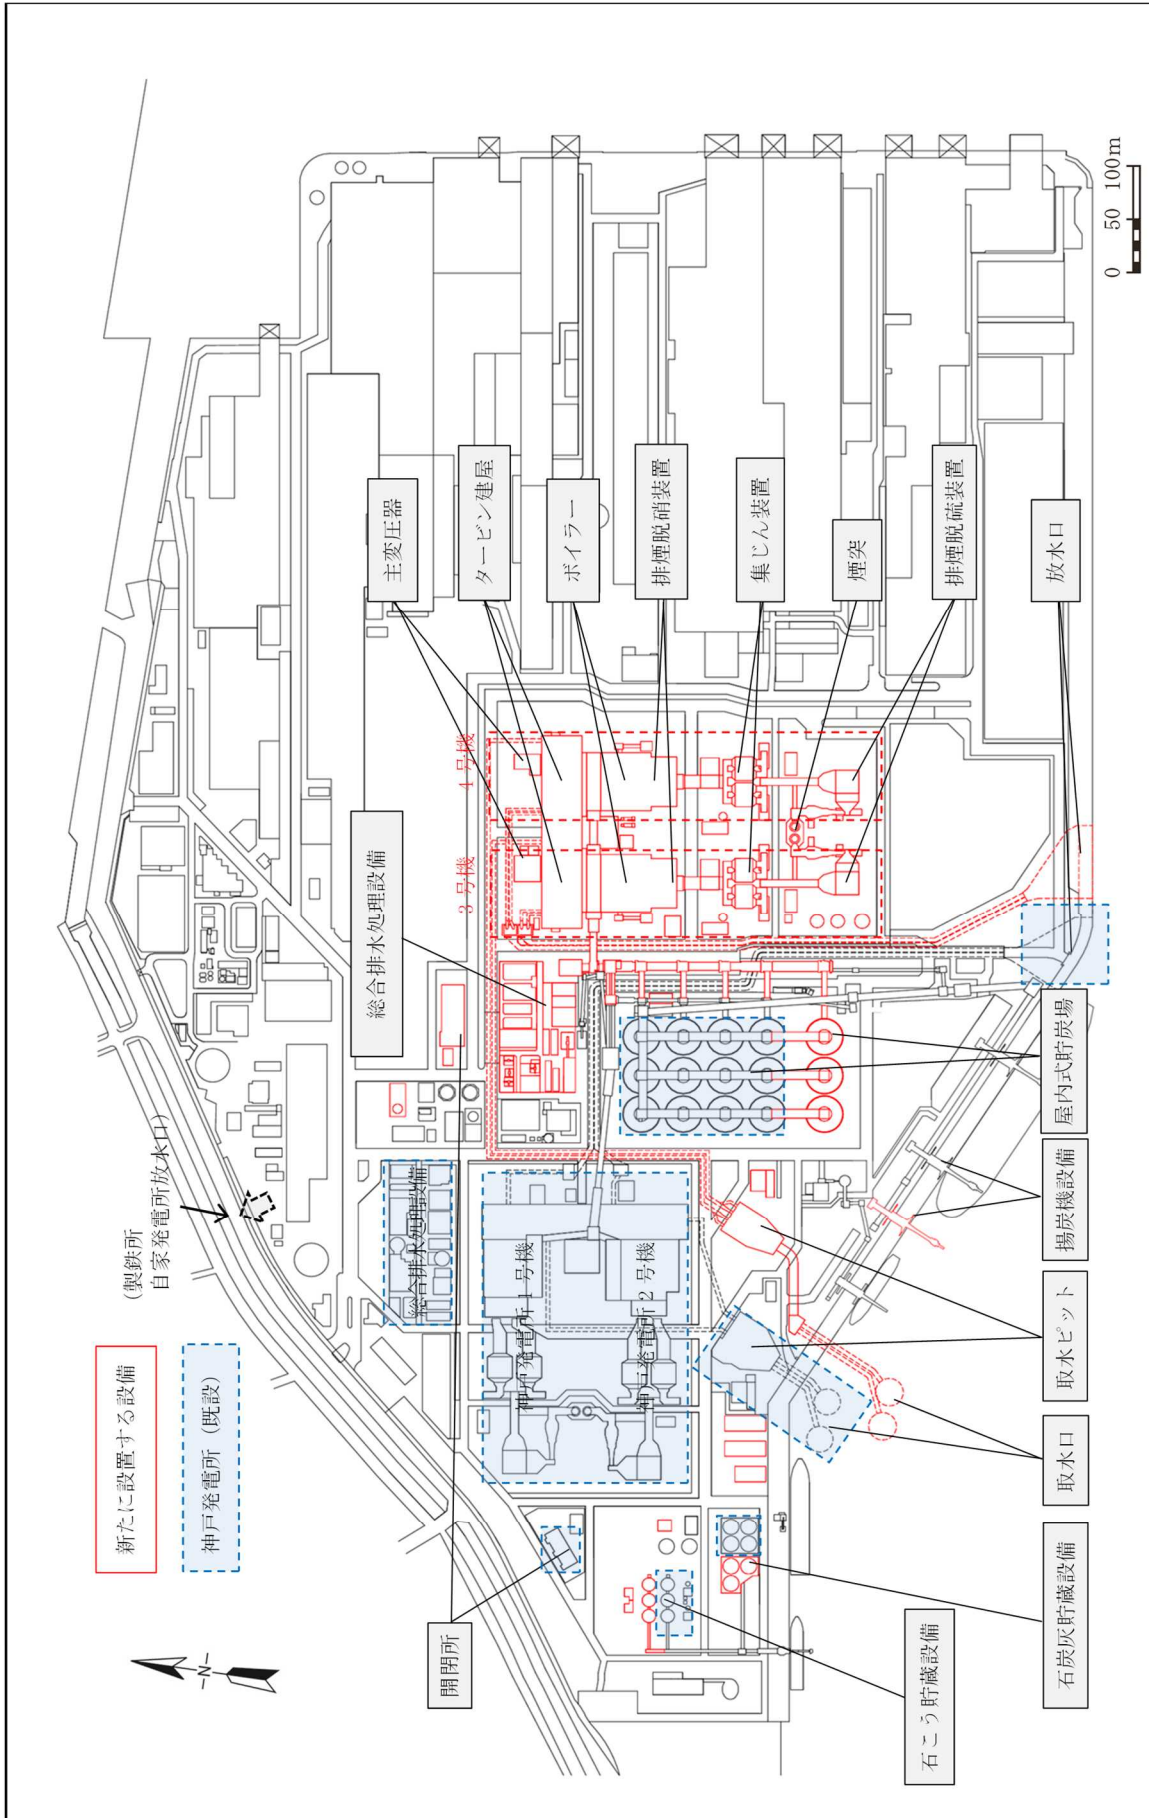 新たに設置する設備
神戸発電所（既設）
N
(製鉄所
自家発電所放水口)
開閉所
総合排水処理設備
主変圧器
タービン建屋
ボイラー
排煙脱硝装置
集じん装置
煙突
排煙脱硫装置
放水口
3号機
4号機
総合排水処理設備
神戸発電所1号機
神戸発電所2号機
石こう貯蔵設備
石炭灰貯蔵設備
取水口
取水ピット
揚炭機設備
屋内式貯炭場
0 50 100m